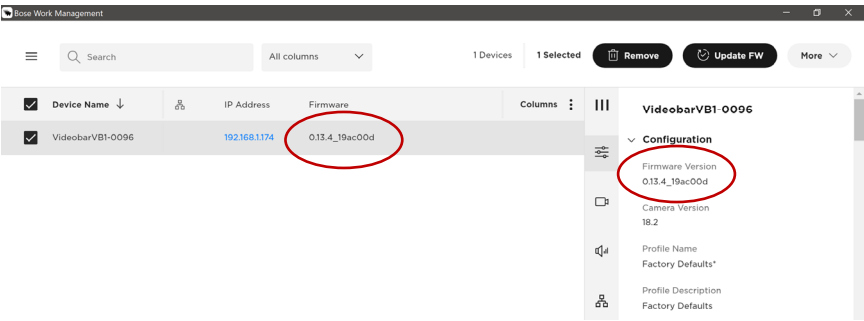 Bose Work Management
Search
All columns
1 Devices
1 Selected
Remove
Update FW
More
Device Name
IP Address
Firmware
Columns
VideobarVB1-0096
192.168.1.174
0.13.4_19ac00d
VideobarVB1-0096
Configuration
Firmware Version
0.13.4_19ac00d
Camera Version
18.2
Profile Name
Factory Defaults*
Profile Description
Factory Defaults